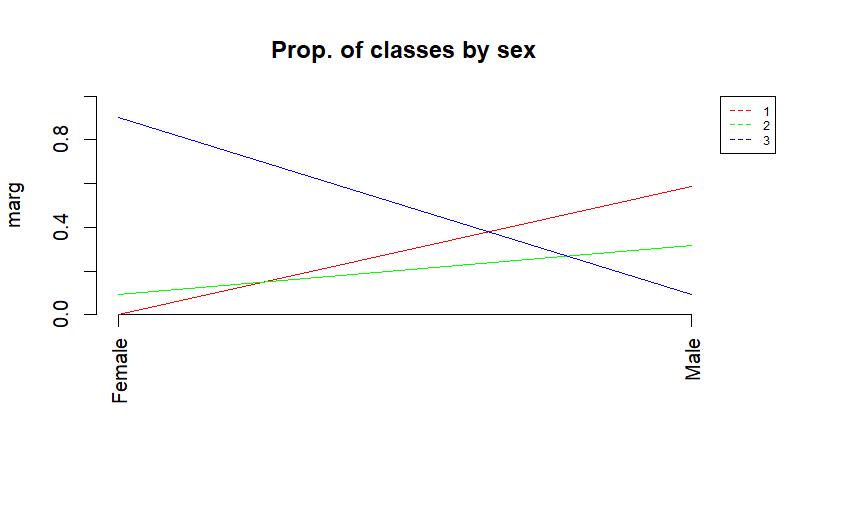 Prop. of classes by sex
marg
0.8
0.4
0.0
Female
Male
1
2
3